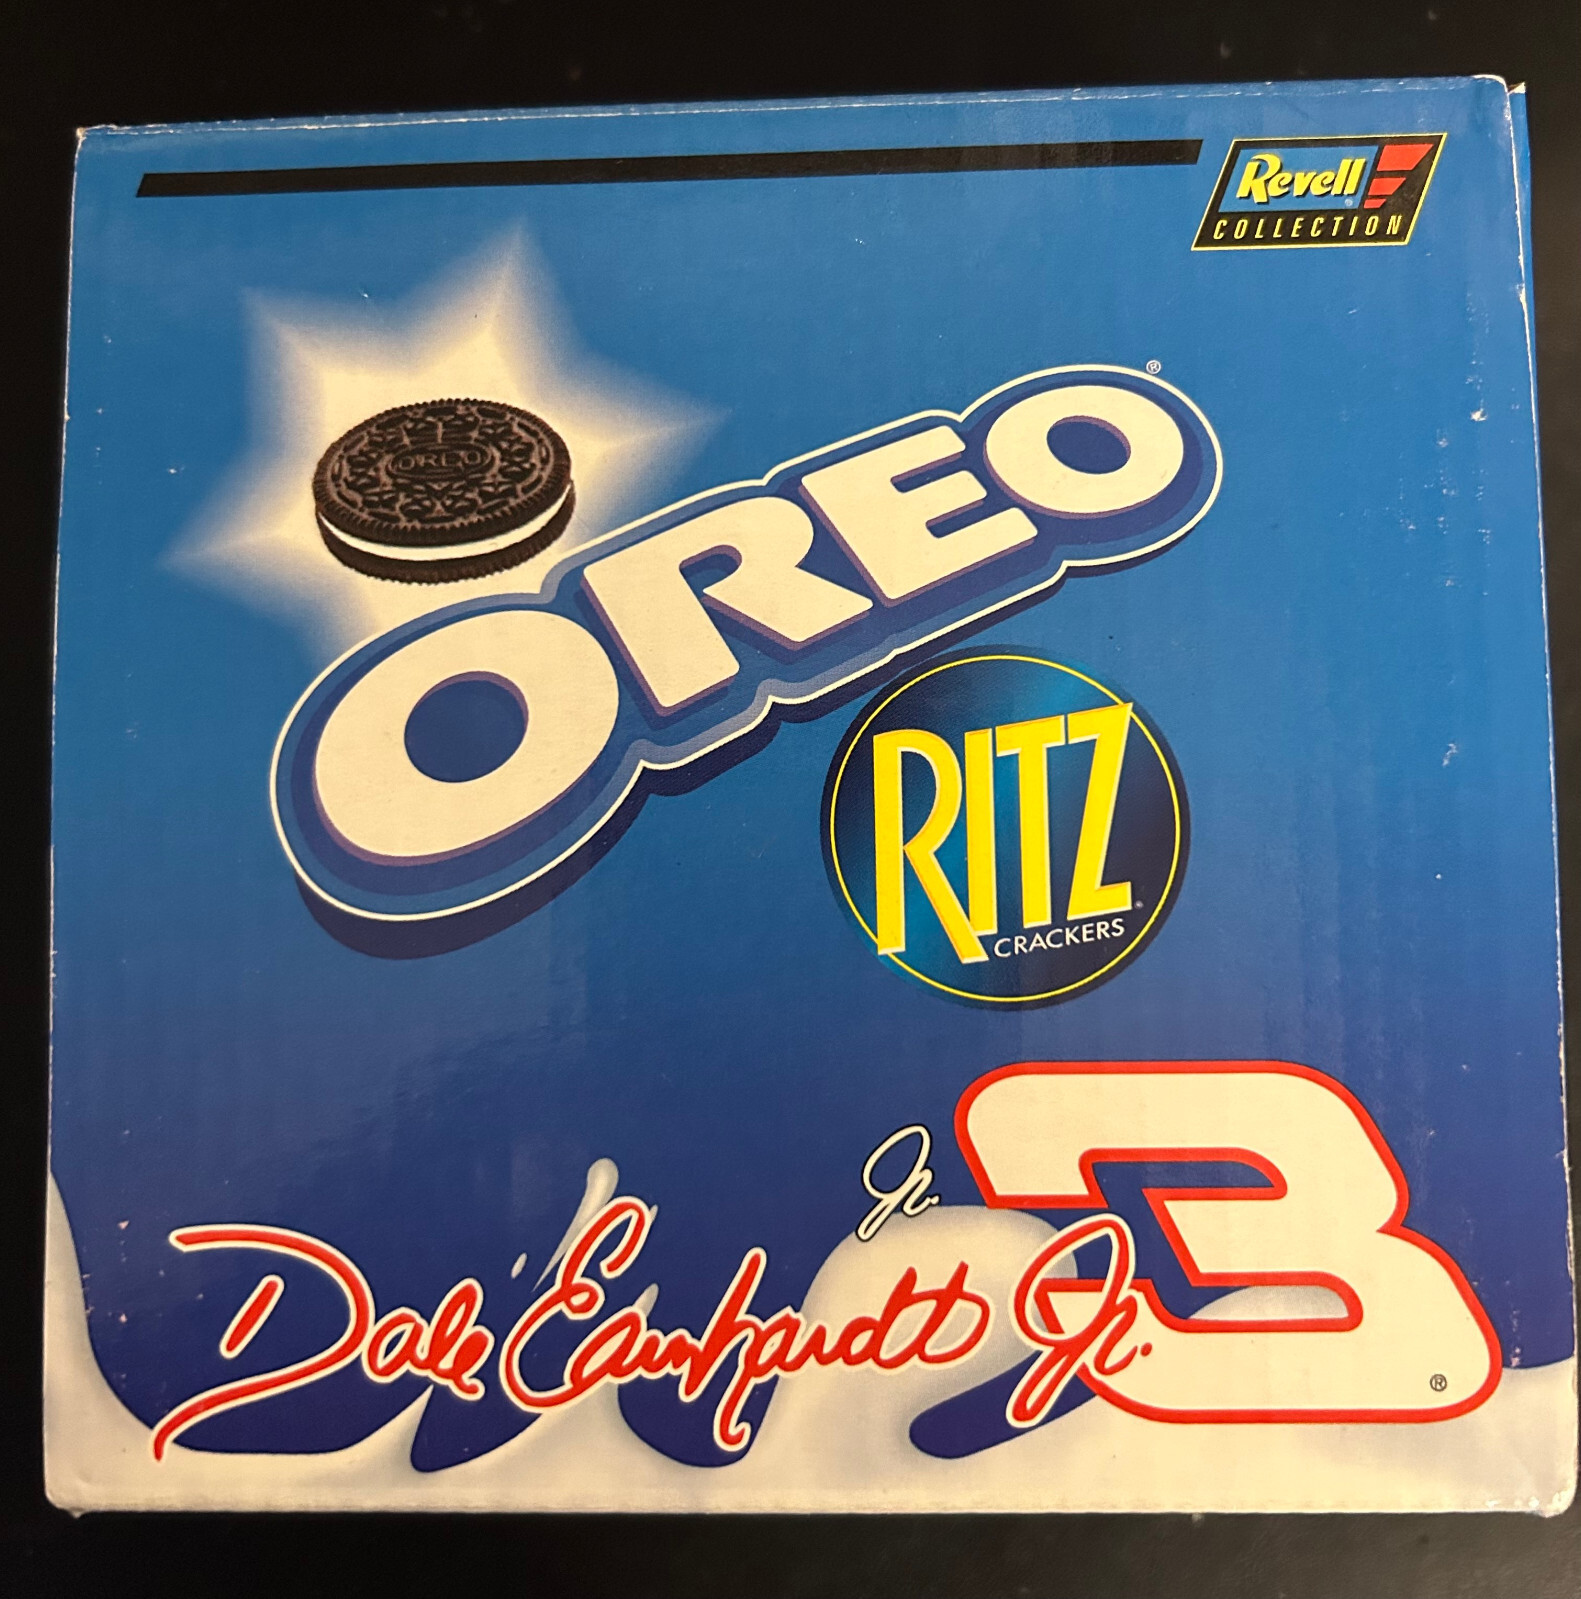 Revell®
COLLECTION
OREO
OREO®
RITZ®
CRACKERS
Jr.
3
Dale Earnhardt Jr.
®